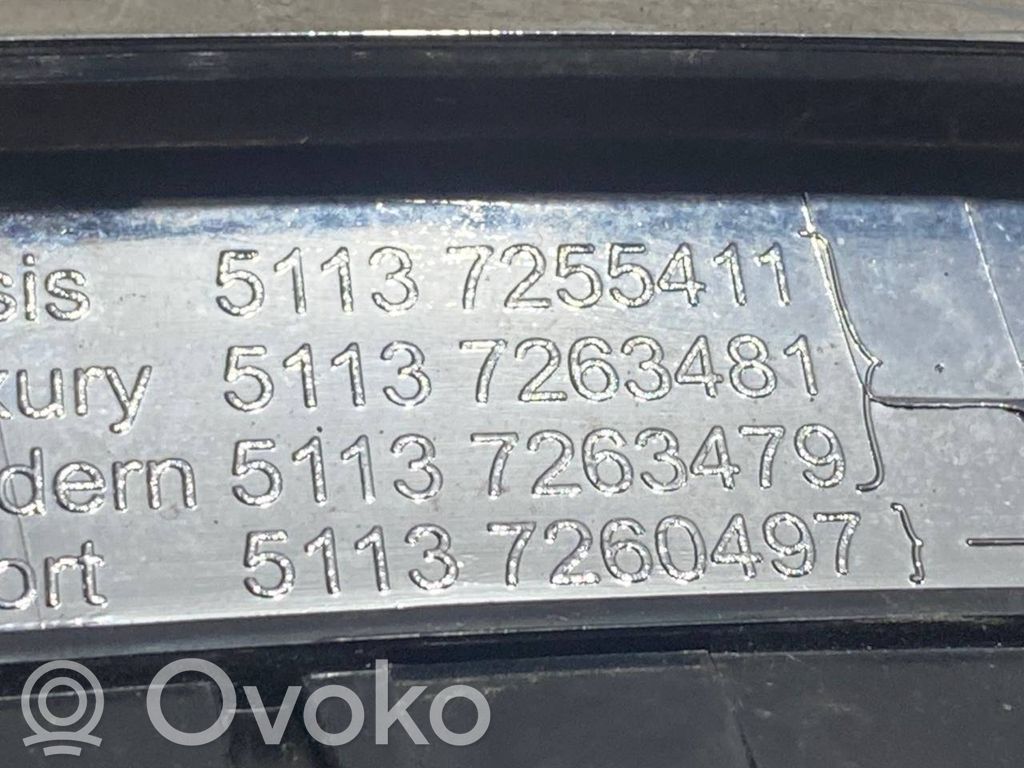 sis 5113 7255411
xury 5113 7263481
dern 5113 7263479
ort 5113 7260497
Ovoko